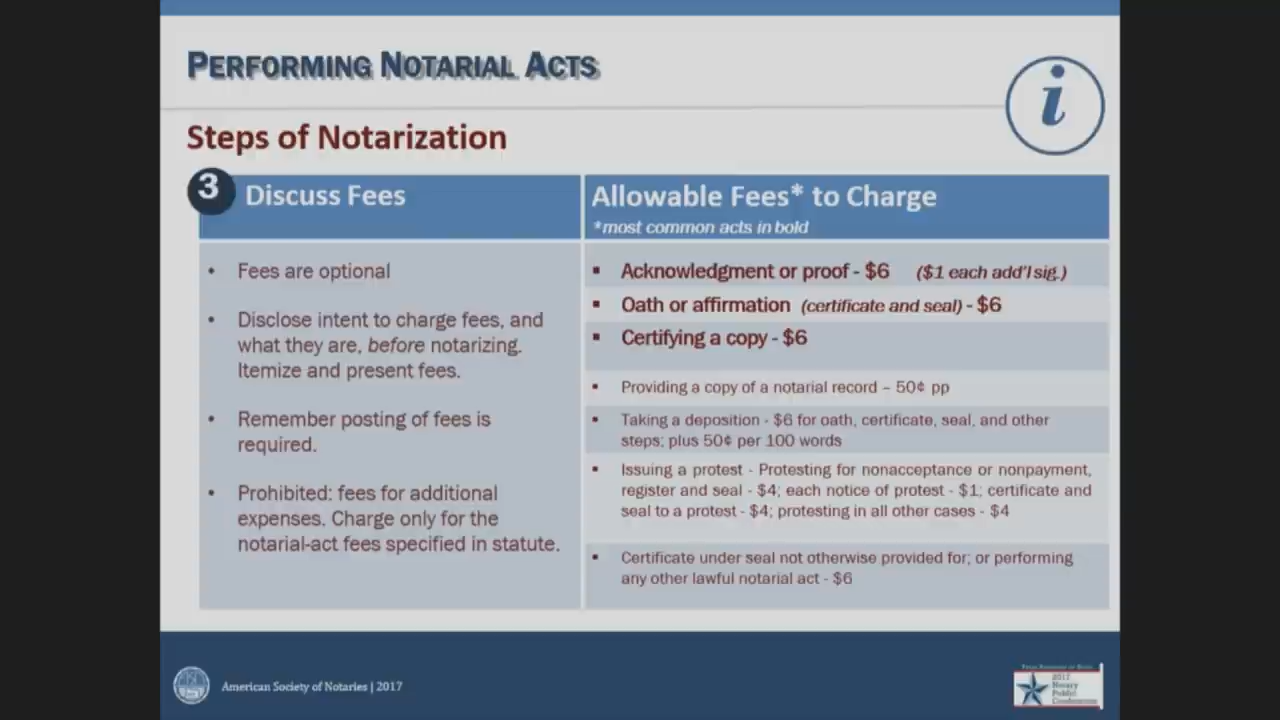 PERFORMING NOTARIAL ACTS
i
Steps of Notarization
3 Discuss Fees
• Fees are optional
• Disclose intent to charge fees, and
what they are, before notarizing.
Itemize and present fees.
• Remember posting of fees is
required.
• Prohibited: fees for additional
expenses. Charge only for the
notarial-act fees specified in statute.
Allowable Fees* to Charge
*most common acts in bold
▪ Acknowledgment or proof - $6 ($1 each add'l sig.)
▪ Oath or affirmation (certificate and seal) - $6
▪ Certifying a copy - $6
▪ Providing a copy of a notarial record – 50¢ pp
▪ Taking a deposition - $6 for oath, certificate, seal, and other
steps; plus 50¢ per 100 words
▪ Issuing a protest - Protesting for nonacceptance or nonpayment,
register and seal - $4; each notice of protest - $1; certificate and
seal to a protest - $4; protesting in all other cases - $4
▪ Certificate under seal not otherwise provided for; or performing
any other lawful notarial act - $6
American Society of Notaries | 2017
2017
Notary
Public